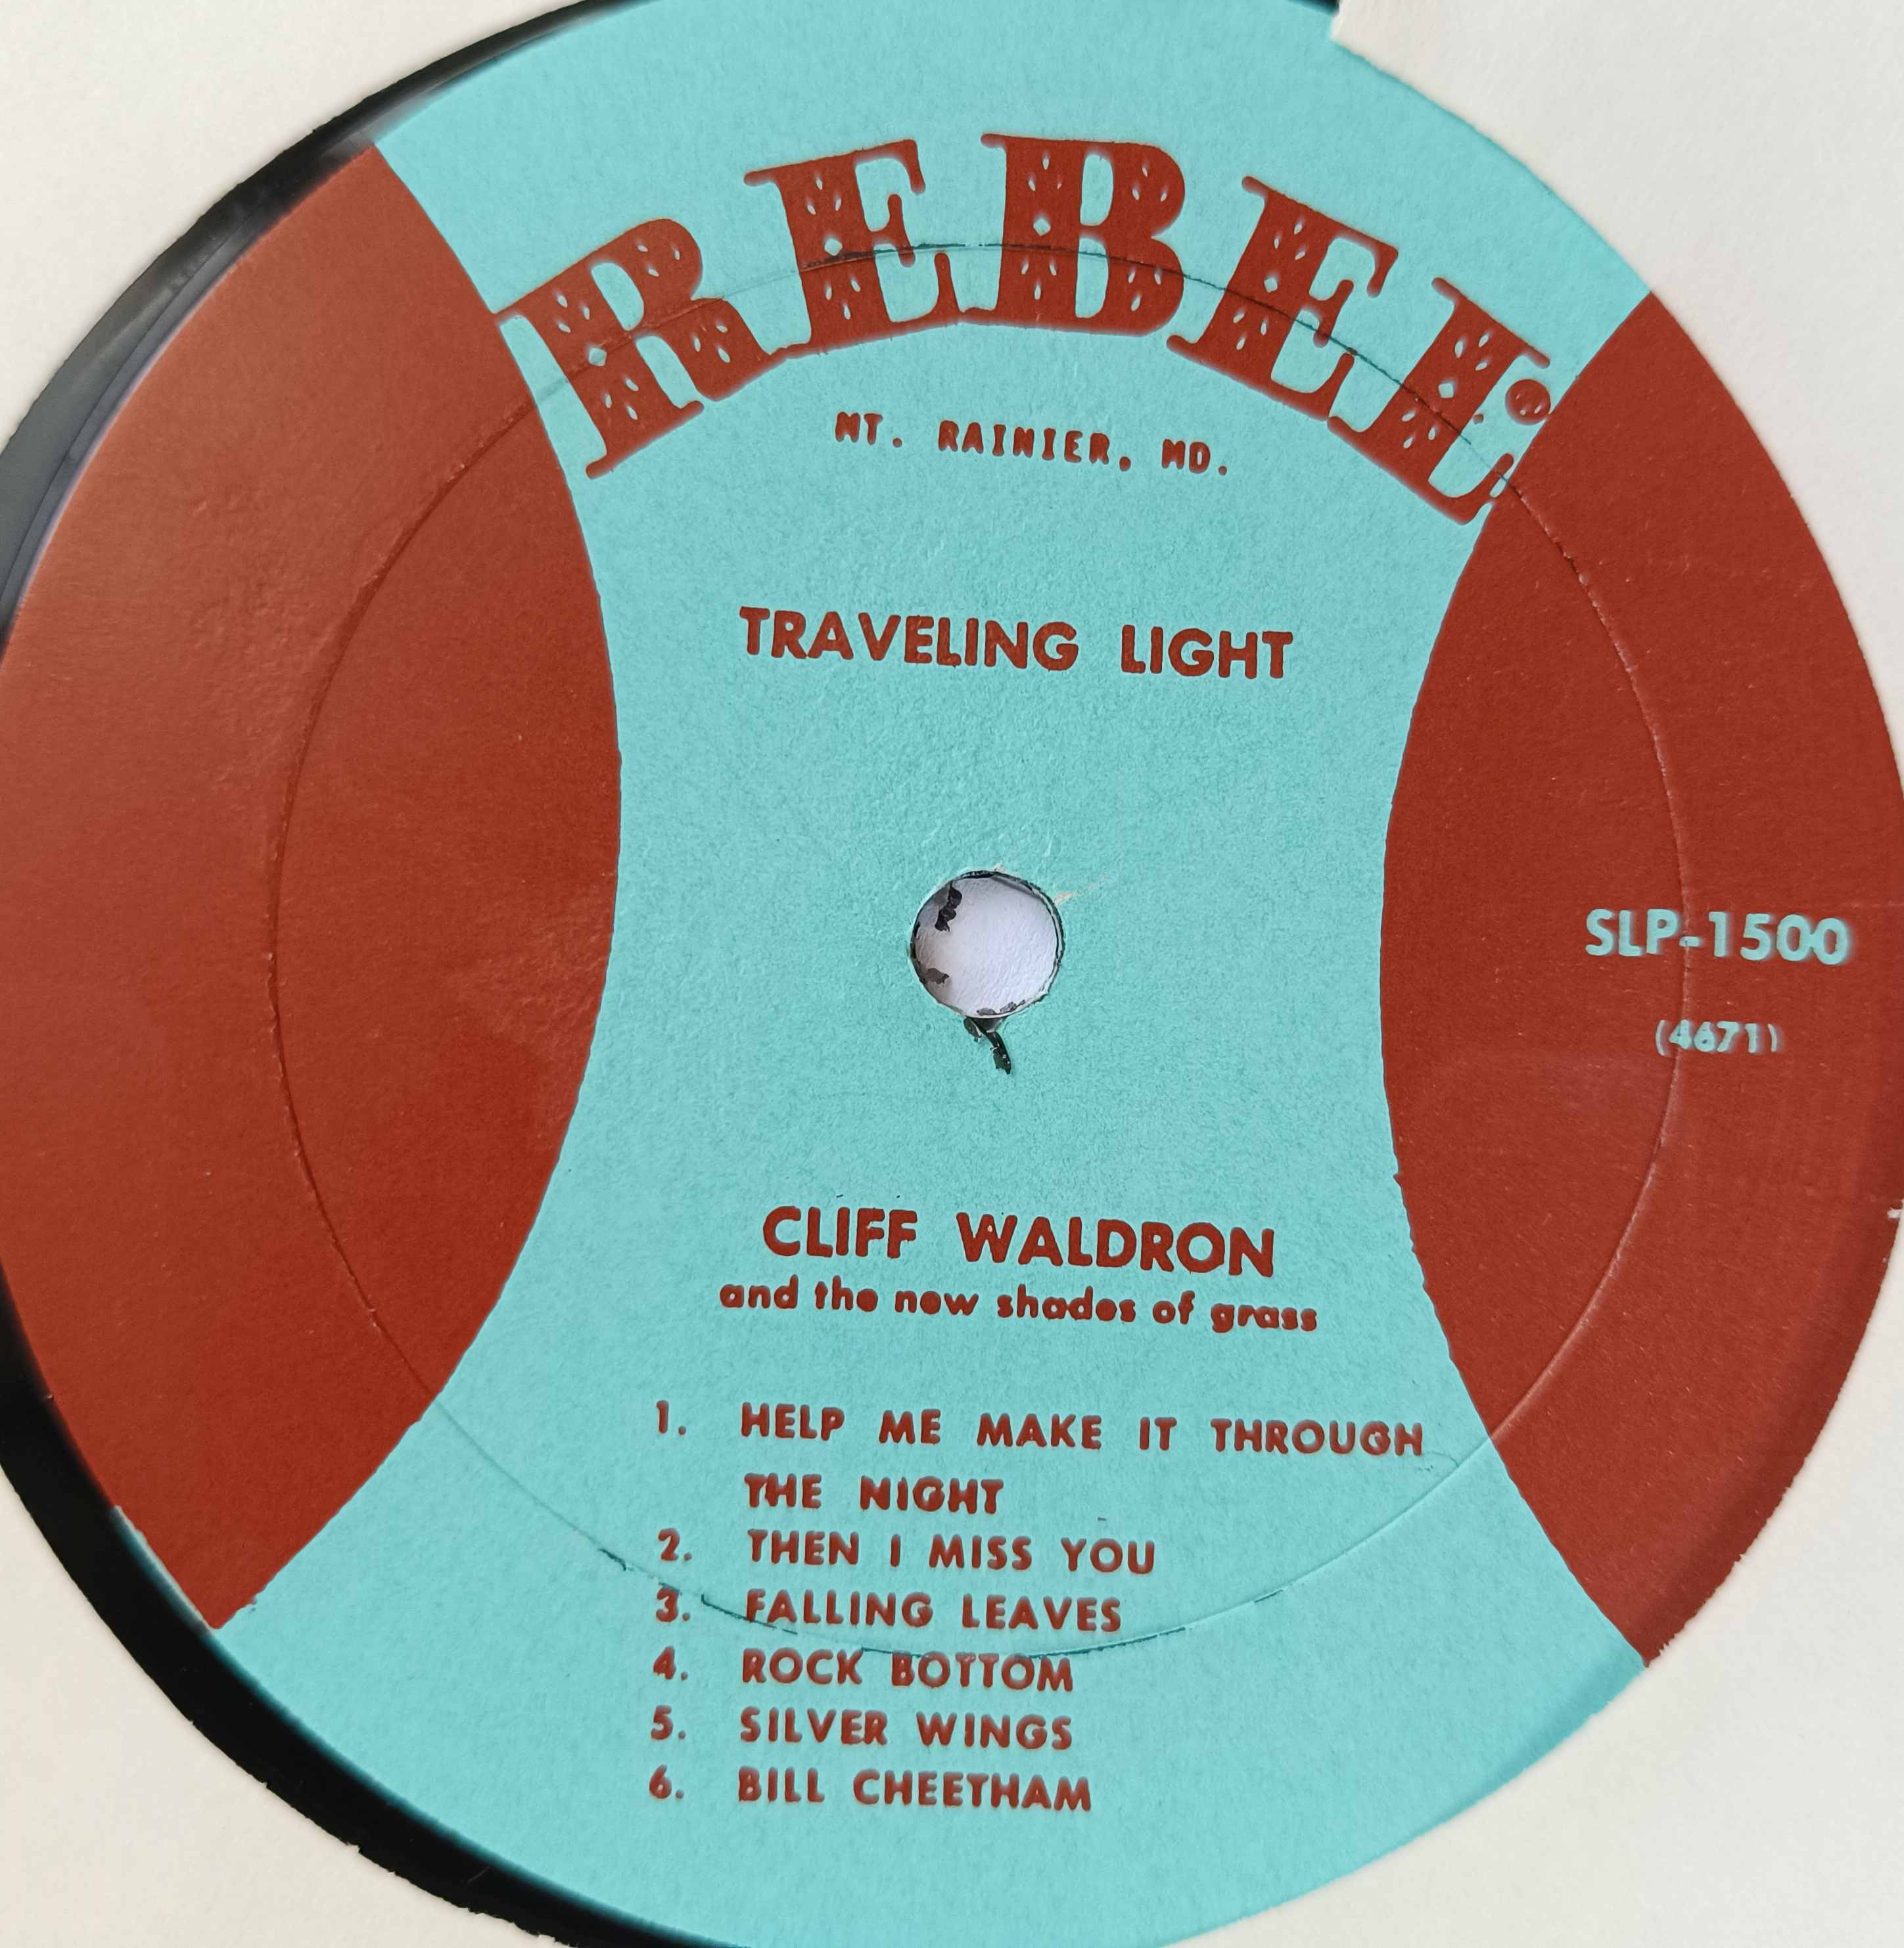 REBEL®
MT. RAINIER, MD.
TRAVELING LIGHT
SLP-1500
(4671)
CLIFF WALDRON
and the new shades of grass
1. HELP ME MAKE IT THROUGH
THE NIGHT
2. THEN I MISS YOU
3. FALLING LEAVES
4. ROCK BOTTOM
5. SILVER WINGS
6. BILL CHEETHAM